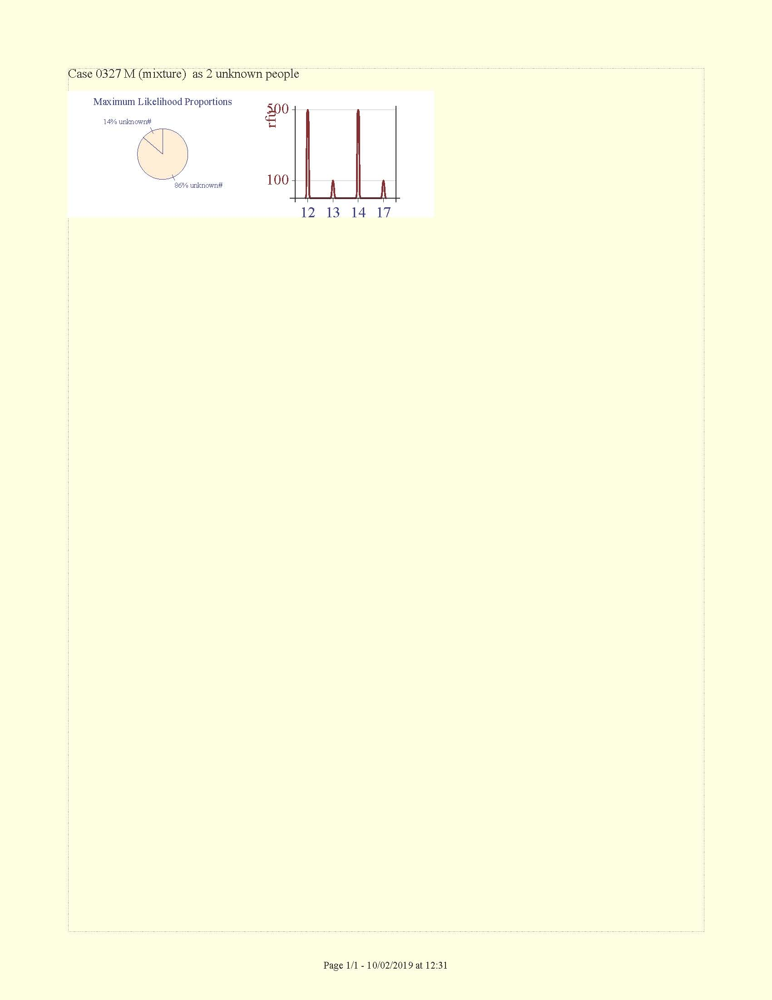 Case 0327 M (mixture)  as 2 unknown people
Maximum Likelihood Proportions
14% unknown#
86% unknown#
rfu
500
100
12 13 14 17
Page 1/1 - 10/02/2019 at 12:31